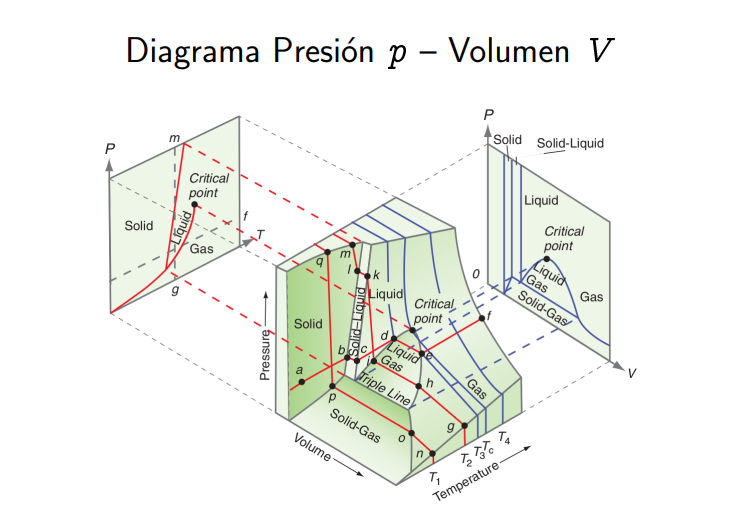 Diagrama Presión p – Volumen V
P
m
Critical
point
Solid
Liquid
f
T
Gas
g
P
Solid
Solid-Liquid
Liquid
Critical
point
0
Liquid
Gas
Gas
Solid-Gas
V
q
m
l
k
Liquid
Solid
Solid–Liquid
Critical
point
f
d
b
c
Liquid
e
a
i
Gas
h
Triple Line
Gas
p
Solid-Gas
o
g
n
Pressure
Volume
Temperature
T1
T2
T3
Tc
T4